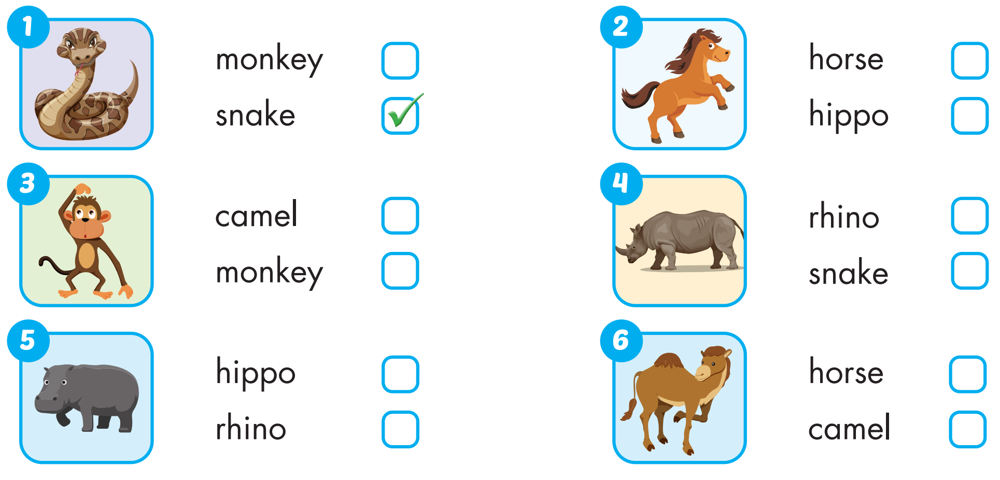 1
monkey
snake
2
horse
hippo
3
camel
monkey
4
rhino
snake
5
hippo
rhino
6
horse
camel